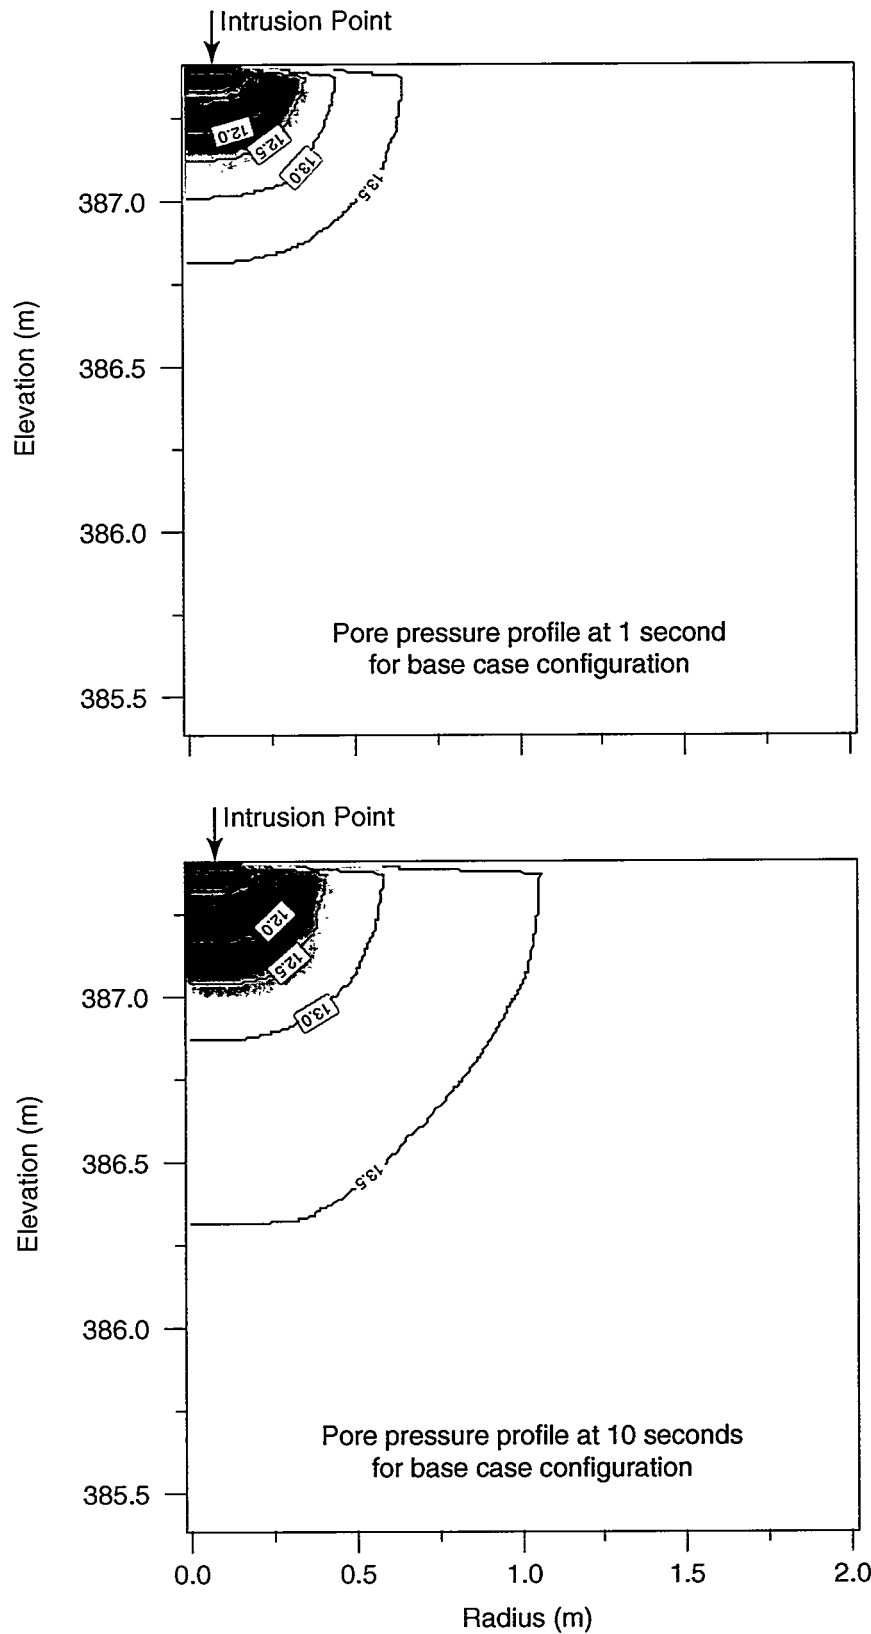 Intrusion Point
12.0
12.5
13.0
13.5
387.0
386.5
386.0
385.5
Elevation (m)
Pore pressure profile at 1 second
for base case configuration
Intrusion Point
12.0
12.5
13.0
13.5
387.0
386.5
386.0
385.5
Elevation (m)
Pore pressure profile at 10 seconds
for base case configuration
0.0 0.5 1.0 1.5 2.0
Radius (m)